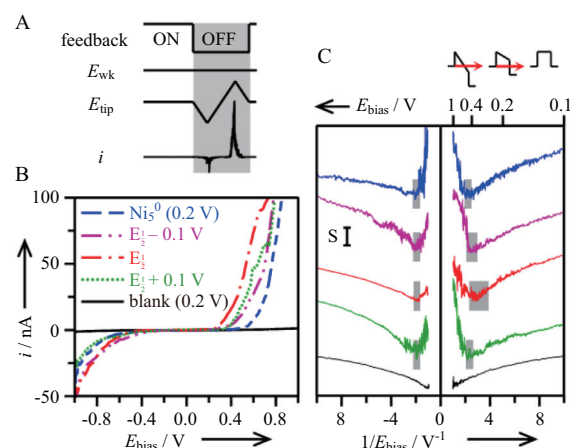 A
feedback ON OFF
E_wk
E_tip
i
B
100
50
0
-50
i / nA
Ni₅⁰ (0.2 V)
E½ − 0.1 V
E½
E½ + 0.1 V
blank (0.2 V)
-0.8 -0.4 0.0 0.4 0.8
E_bias / V
C
E_bias / V
1 0.4 0.2 0.1
S
-8 -4 0 4 8
1/E_bias / V⁻¹